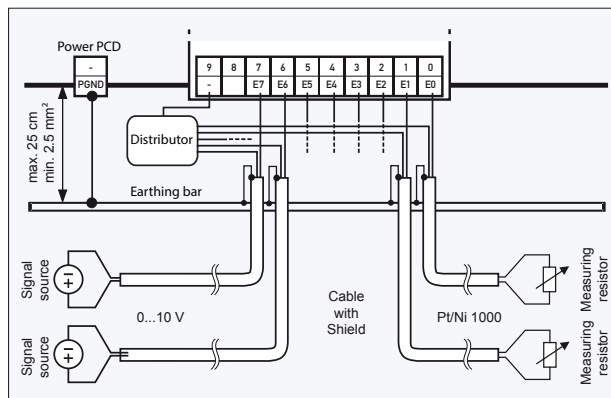 Power PCD
-
PGND
9 8 7 6 5 4 3 2 1 0
- E7 E6 E5 E4 E3 E2 E1 E0
max. 25 cm
min. 2.5 mm²
Distributor
Earthing bar
Signal
source
0...10 V
Cable
with
Shield
Pt/Ni 1000
Measuring
resistor
Signal
source
Measuring
resistor